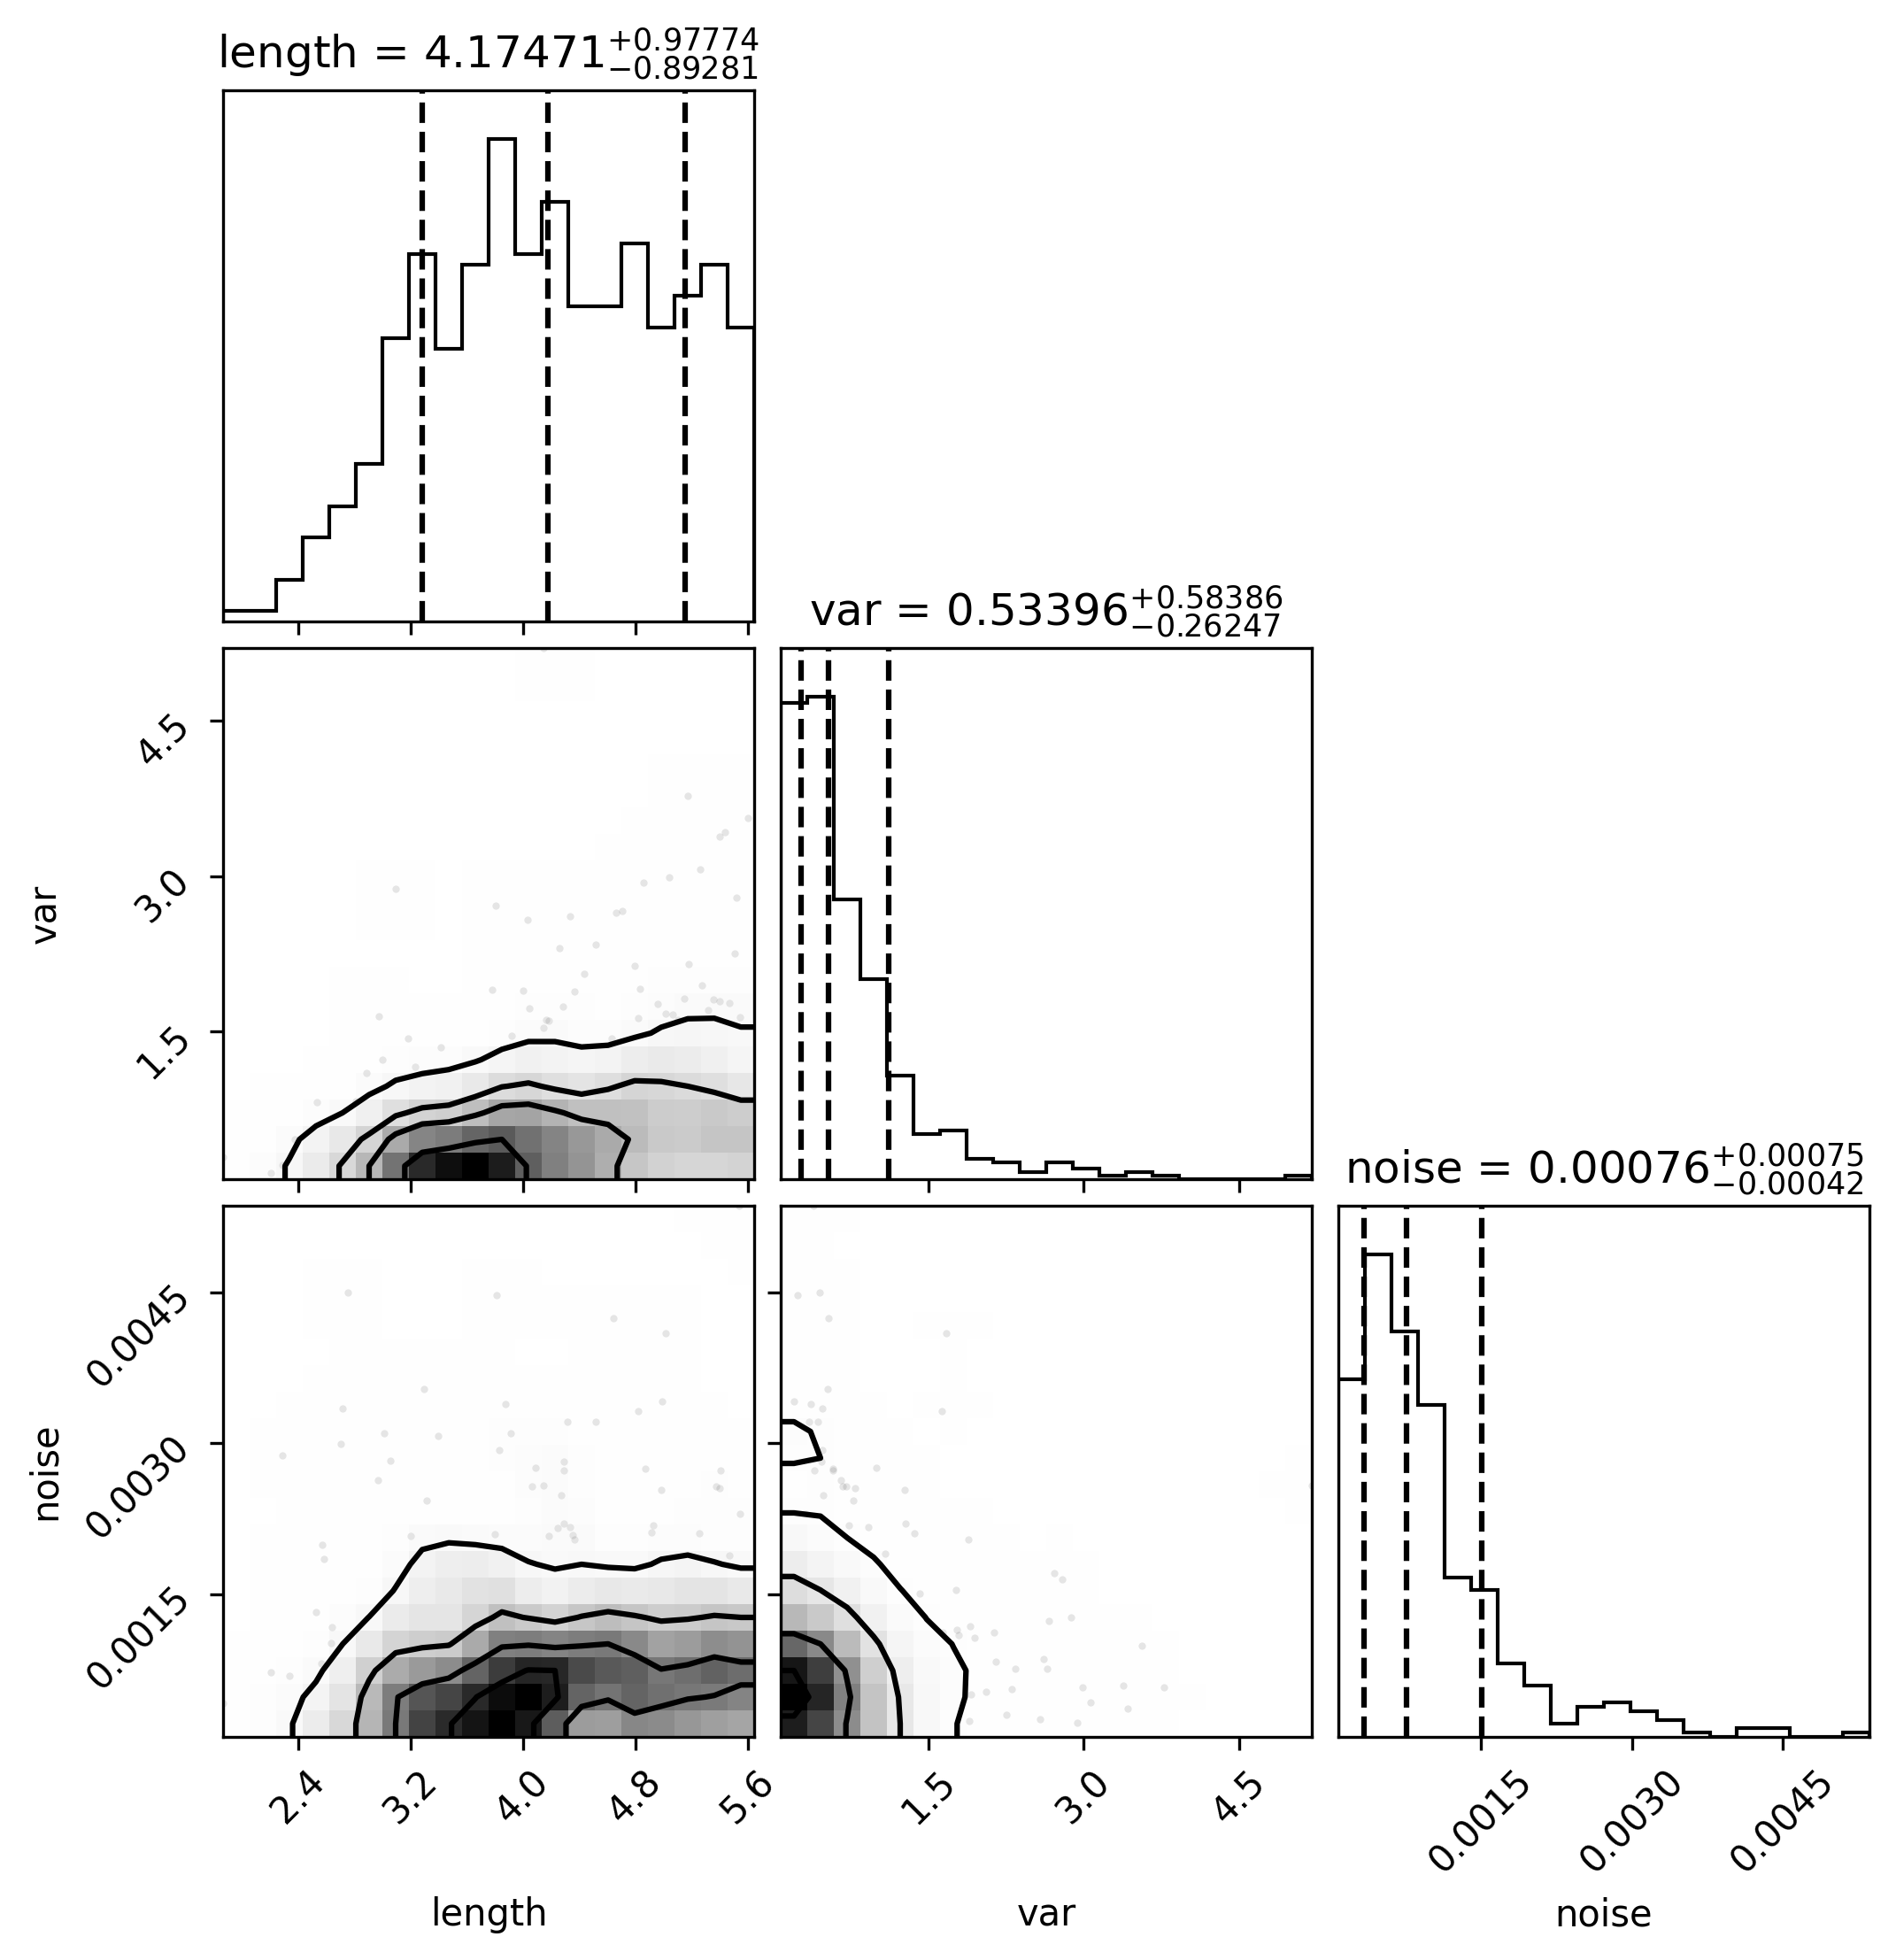 length = 4.17471 +0.97774 −0.89281
var = 0.53396 +0.58386 −0.26247
4.5
3.0
1.5
var
noise = 0.00076 +0.00075 −0.00042
0.0045
0.0030
0.0015
noise
2.4 3.2 4.0 4.8 5.6 1.5 3.0 4.5 0.0015 0.0030 0.0045
length var noise